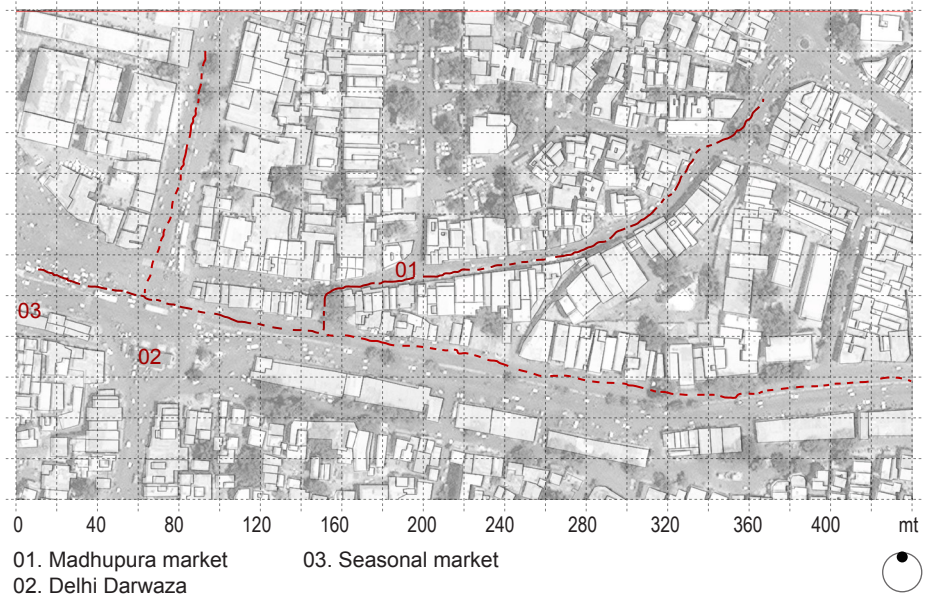 01
03
02
0 40 80 120 160 200 240 280 320 360 400 mt
01. Madhupura market 03. Seasonal market
02. Delhi Darwaza